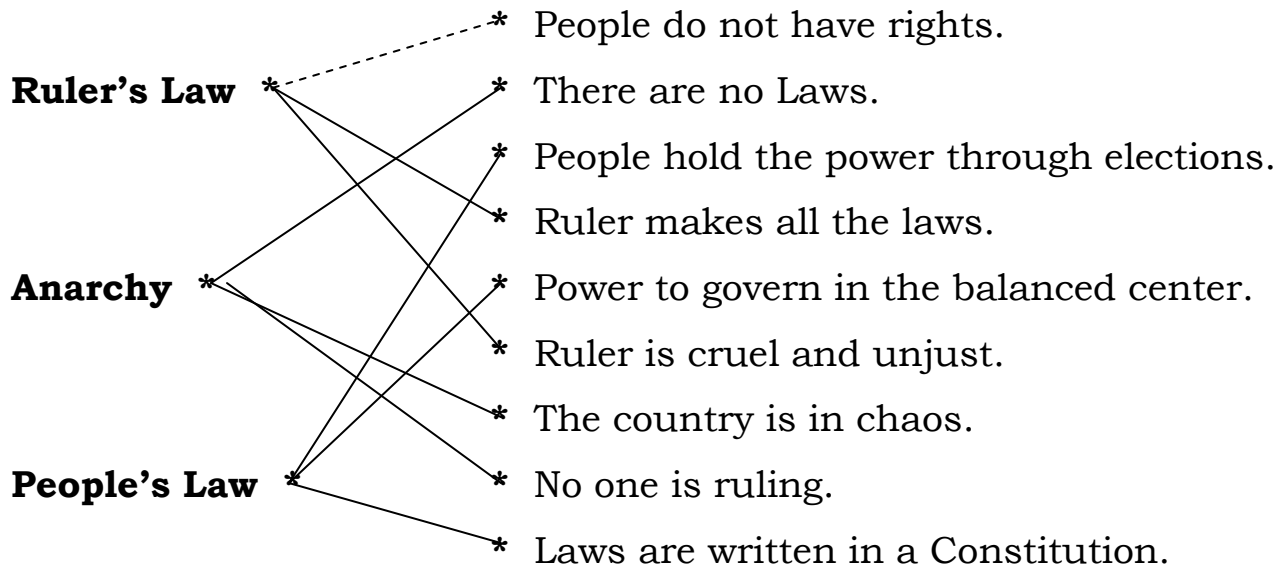 * People do not have rights.
Ruler’s Law * * There are no Laws.
* People hold the power through elections.
* Ruler makes all the laws.
Anarchy * * Power to govern in the balanced center.
* Ruler is cruel and unjust.
* The country is in chaos.
People’s Law * * No one is ruling.
* Laws are written in a Constitution.